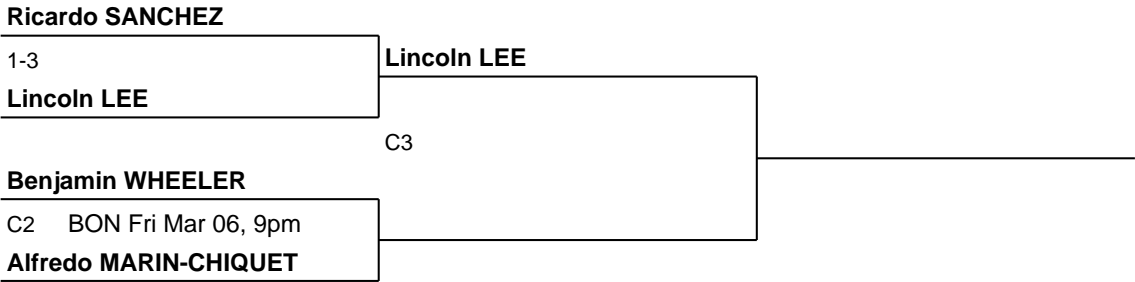 Ricardo SANCHEZ
1-3
Lincoln LEE
Lincoln LEE
C3
Benjamin WHEELER
C2 BON Fri Mar 06, 9pm
Alfredo MARIN-CHIQUET